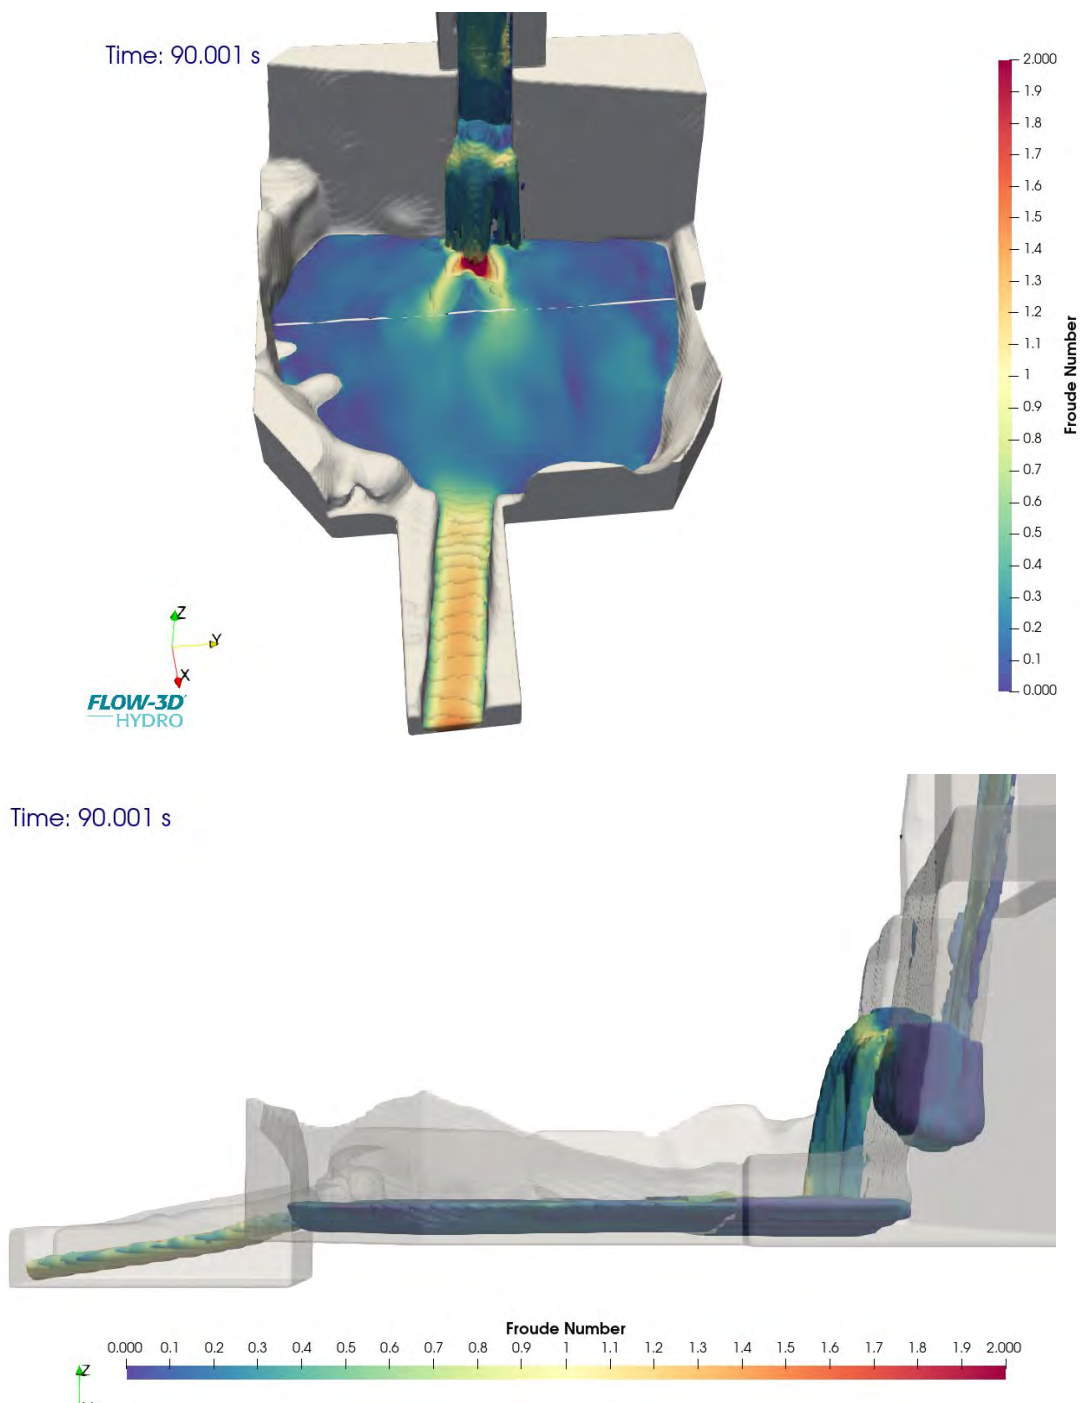 Time: 90.001 s
2.000
1.9
1.8
1.7
1.6
1.5
1.4
1.3
1.2
1.1
1
0.9
0.8
0.7
0.6
0.5
0.4
0.3
0.2
0.1
0.000
Froude Number
Z
Y
X
FLOW-3D
HYDRO
Time: 90.001 s
Froude Number
0.000 0.1 0.2 0.3 0.4 0.5 0.6 0.7 0.8 0.9 1 1.1 1.2 1.3 1.4 1.5 1.6 1.7 1.8 1.9 2.000
Z